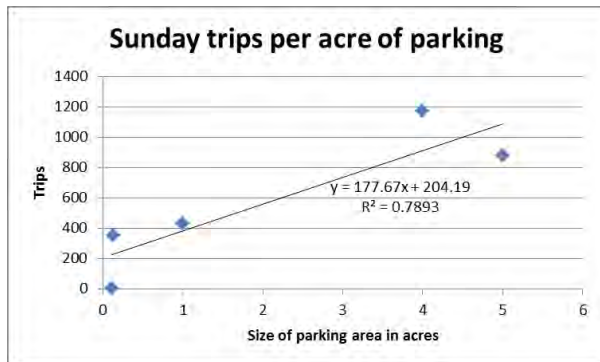 Sunday trips per acre of parking
1400
1200
1000
800
600
400
200
0
Trips
y = 177.67x + 204.19
R² = 0.7893
0 1 2 3 4 5 6
Size of parking area in acres